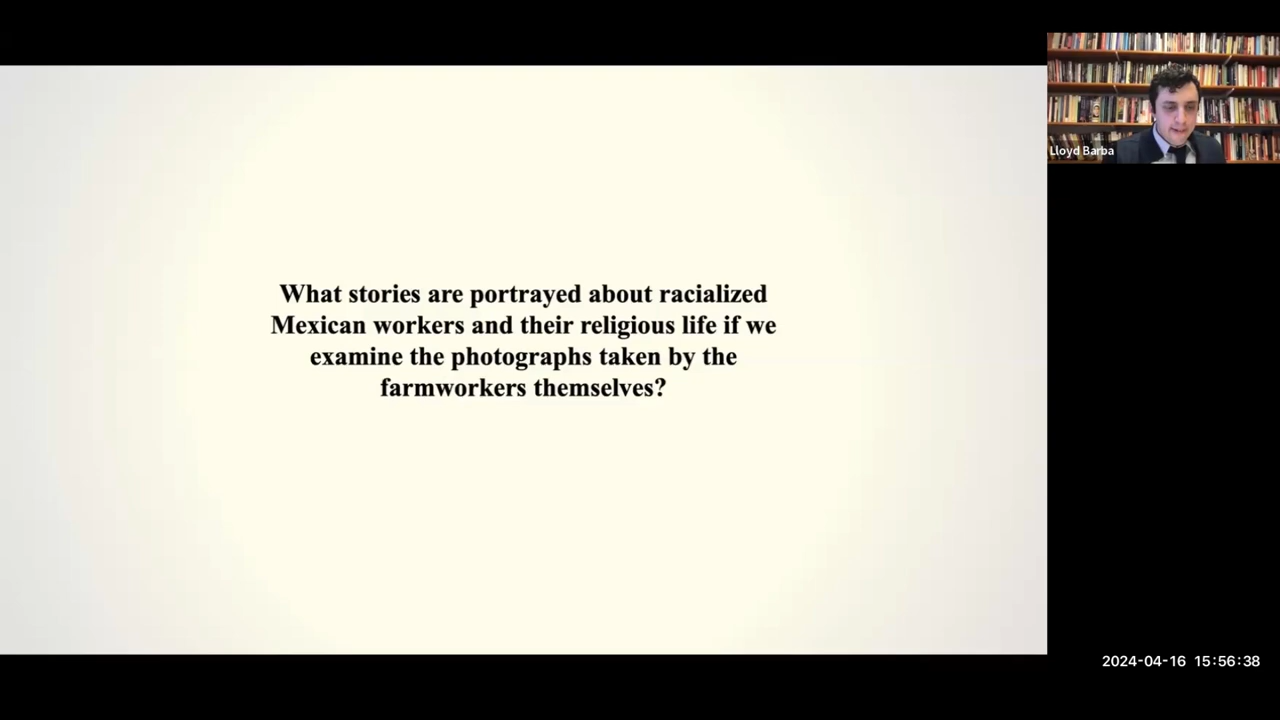 What stories are portrayed about racialized
Mexican workers and their religious life if we
examine the photographs taken by the
farmworkers themselves?
Lloyd Barba
2024-04-16 15:56:38